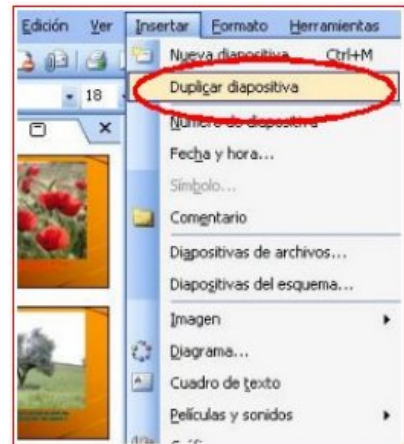 Edición Ver Insertar Formato Herramientas
Nueva diapositiva Ctrl+M
18 Duplicar diapositiva
Número de diapositiva
Fecha y hora...
Símbolo...
Comentario
Diapositivas de archivos...
Diapositivas del esquema...
Imagen
Diagrama...
Cuadro de texto
Películas y sonidos